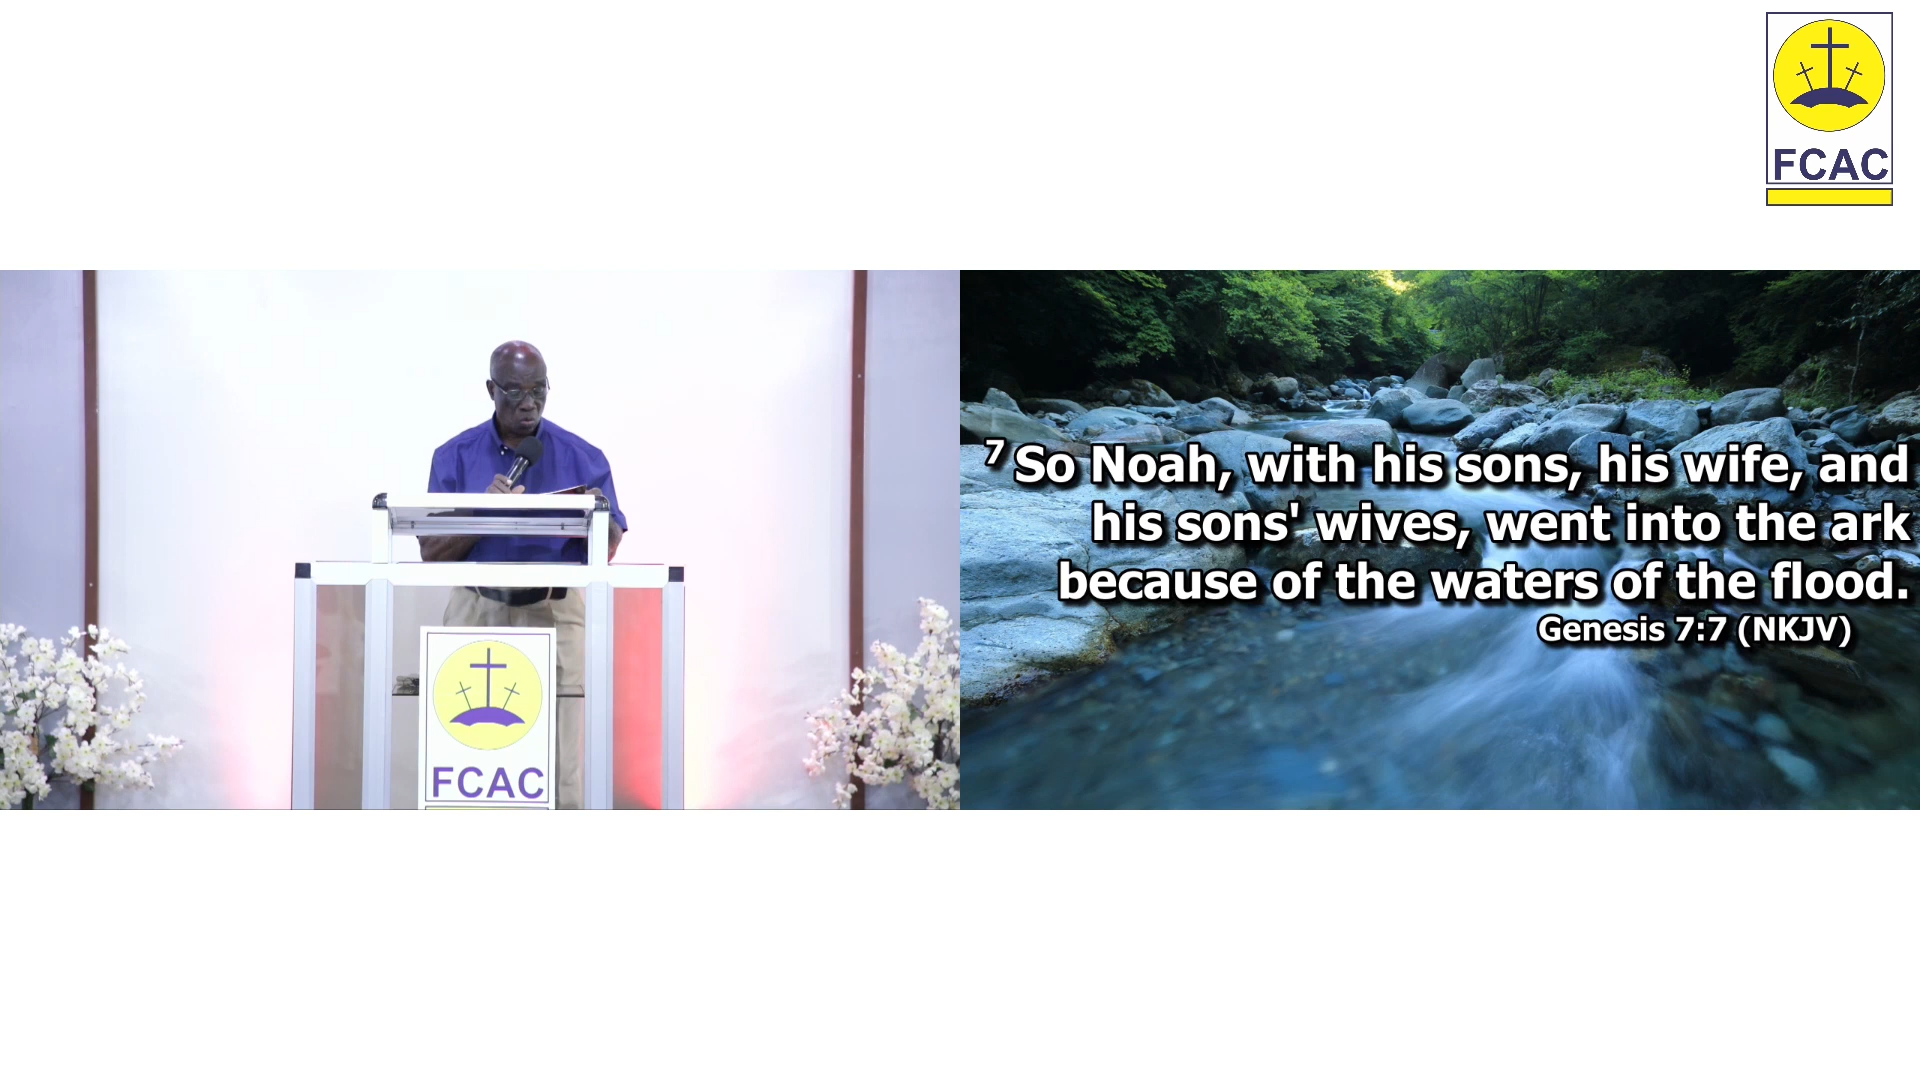 FCAC
7 So Noah, with his sons, his wife, and
his sons' wives, went into the ark
because of the waters of the flood.
Genesis 7:7 (NKJV)
FCAC